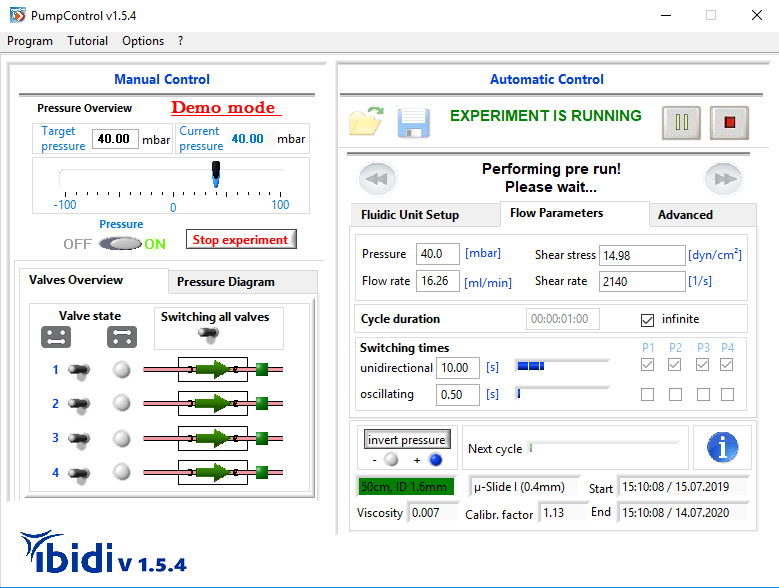 PumpControl v1.5.4
Program Tutorial Options ?
Manual Control
Pressure Overview Demo mode
Target pressure 40.00 mbar Current pressure 40.00 mbar
-100 0 100
Pressure
OFF ON Stop experiment
Valves Overview Pressure Diagram
Valve state Switching all valves
1
2
3
4
ibidi v 1.5.4
Automatic Control
EXPERIMENT IS RUNNING
Performing pre run!
Please wait...
Fluidic Unit Setup Flow Parameters Advanced
Pressure 40.0 [mbar] Shear stress 14.98 [dyn/cm²]
Flow rate 16.26 [ml/min] Shear rate 2140 [1/s]
Cycle duration 00:00:01:00 infinite
Switching times P1 P2 P3 P4
unidirectional 10.00 [s]
oscillating 0.50 [s]
invert pressure Next cycle
- +
50cm, ID 1.6mm µ-Slide I (0.4mm) Start 15:10:08 / 15.07.2019
Viscosity 0.007 Calibr. factor 1.13 End 15:10:08 / 14.07.2020